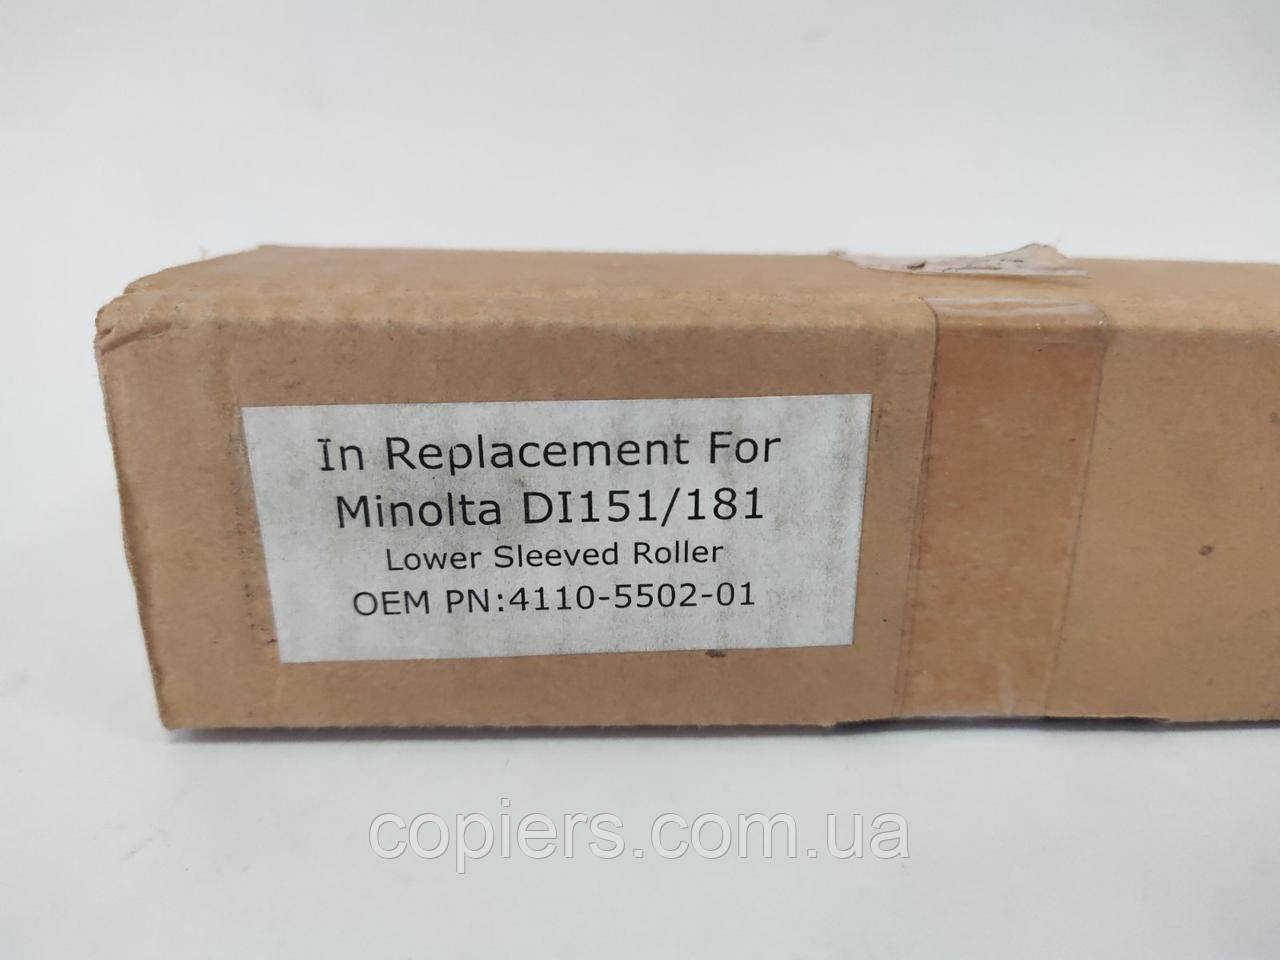 In Replacement For
Minolta DI151/181
Lower Sleeved Roller
OEM PN:4110-5502-01
copiers.com.ua